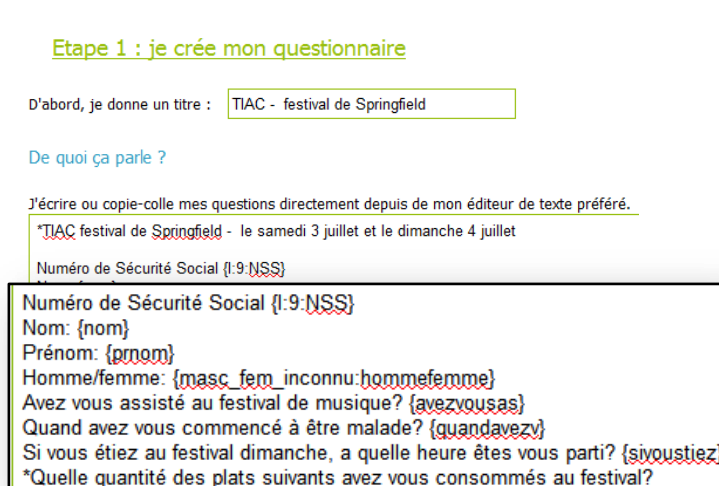 Etape 1 : je crée mon questionnaire
D'abord, je donne un titre : TIAC - festival de Springfield
De quoi ça parle ?
J'écrire ou copie-colle mes questions directement depuis de mon éditeur de texte préféré.
*TIAC festival de Springfield - le samedi 3 juillet et le dimanche 4 juillet
Numéro de Sécurité Social {I:9:NSS}
Numéro de Sécurité Social {I:9:NSS}
Nom: {nom}
Prénom: {prnom}
Homme/femme: {masc_fem_inconnu:hommefemme}
Avez vous assisté au festival de musique? {avezvousas}
Quand avez vous commencé à être malade? {quandavezv}
Si vous étiez au festival dimanche, a quelle heure êtes vous parti? {sivoustiez}
*Quelle quantité des plats suivants avez vous consommés au festival?